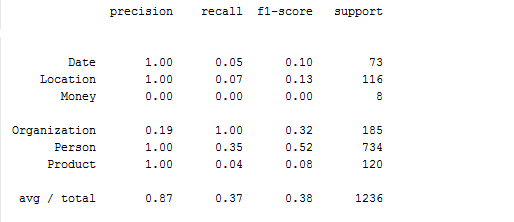 precision recall f1-score support
Date 1.00 0.05 0.10 73
Location 1.00 0.07 0.13 116
Money 0.00 0.00 0.00 8
Organization 0.19 1.00 0.32 185
Person 1.00 0.35 0.52 734
Product 1.00 0.04 0.08 120
avg / total 0.87 0.37 0.38 1236